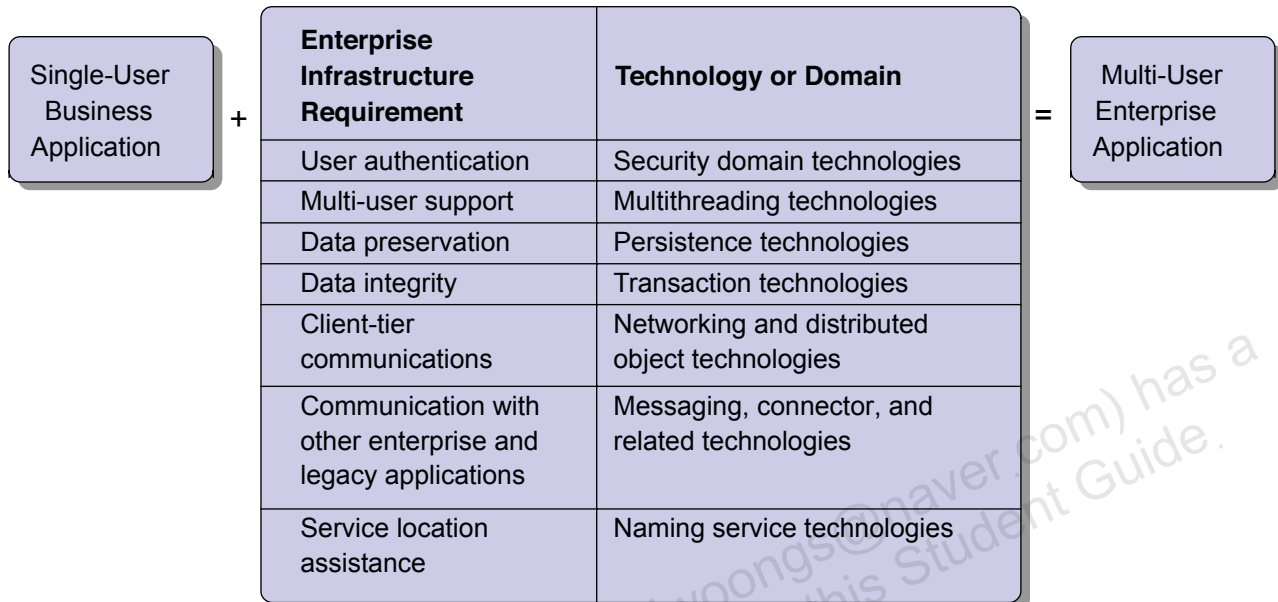 Single-User
Business
Application
+
Enterprise
Infrastructure
Requirement
Technology or Domain
User authentication
Security domain technologies
Multi-user support
Multithreading technologies
Data preservation
Persistence technologies
Data integrity
Transaction technologies
Client-tier
communications
Networking and distributed
object technologies
Communication with
other enterprise and
legacy applications
Messaging, connector, and
related technologies
Service location
assistance
Naming service technologies
=
Multi-User
Enterprise
Application
naver.com) has a
this Student Guide.